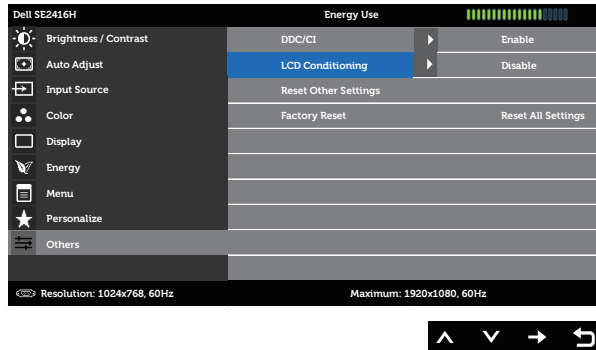 Dell SE2416H Energy Use
Brightness / Contrast DDC/CI Enable
Auto Adjust LCD Conditioning Disable
Input Source Reset Other Settings
Color Factory Reset Reset All Settings
Display
Energy
Menu
Personalize
Others
Resolution: 1024x768, 60Hz Maximum: 1920x1080, 60Hz